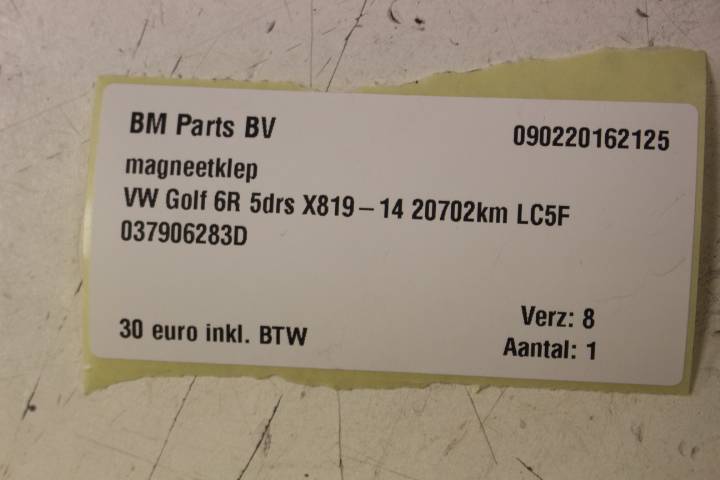 BM Parts BV 090220162125
magneetklep
VW Golf 6R 5drs X819-14 20702km LC5F
037906283D
30 euro inkl. BTW Verz: 8
Aantal: 1